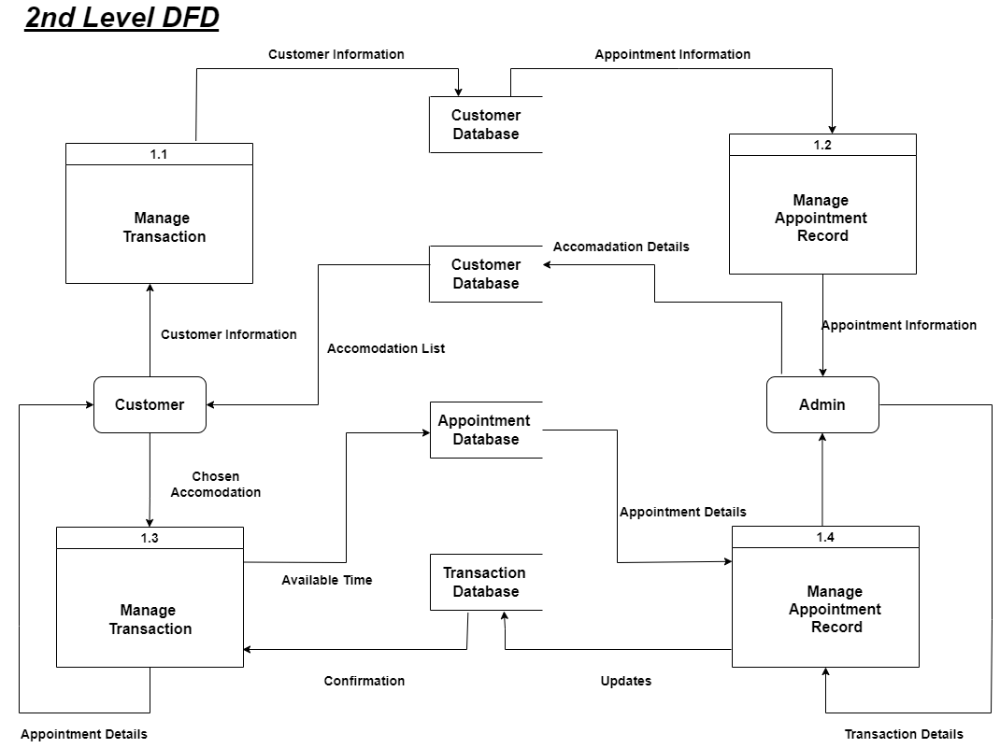 2nd Level DFD
Customer Information
Appointment Information
Customer
Database
1.1
Manage
Transaction
1.2
Manage
Appointment
Record
Customer
Database
Accomadation Details
Customer Information
Accomodation List
Appointment Information
Customer
Admin
Appointment
Database
Chosen
Accomodation
Appointment Details
1.3
Manage
Transaction
Available Time
Transaction
Database
1.4
Manage
Appointment
Record
Confirmation
Updates
Appointment Details
Transaction Details